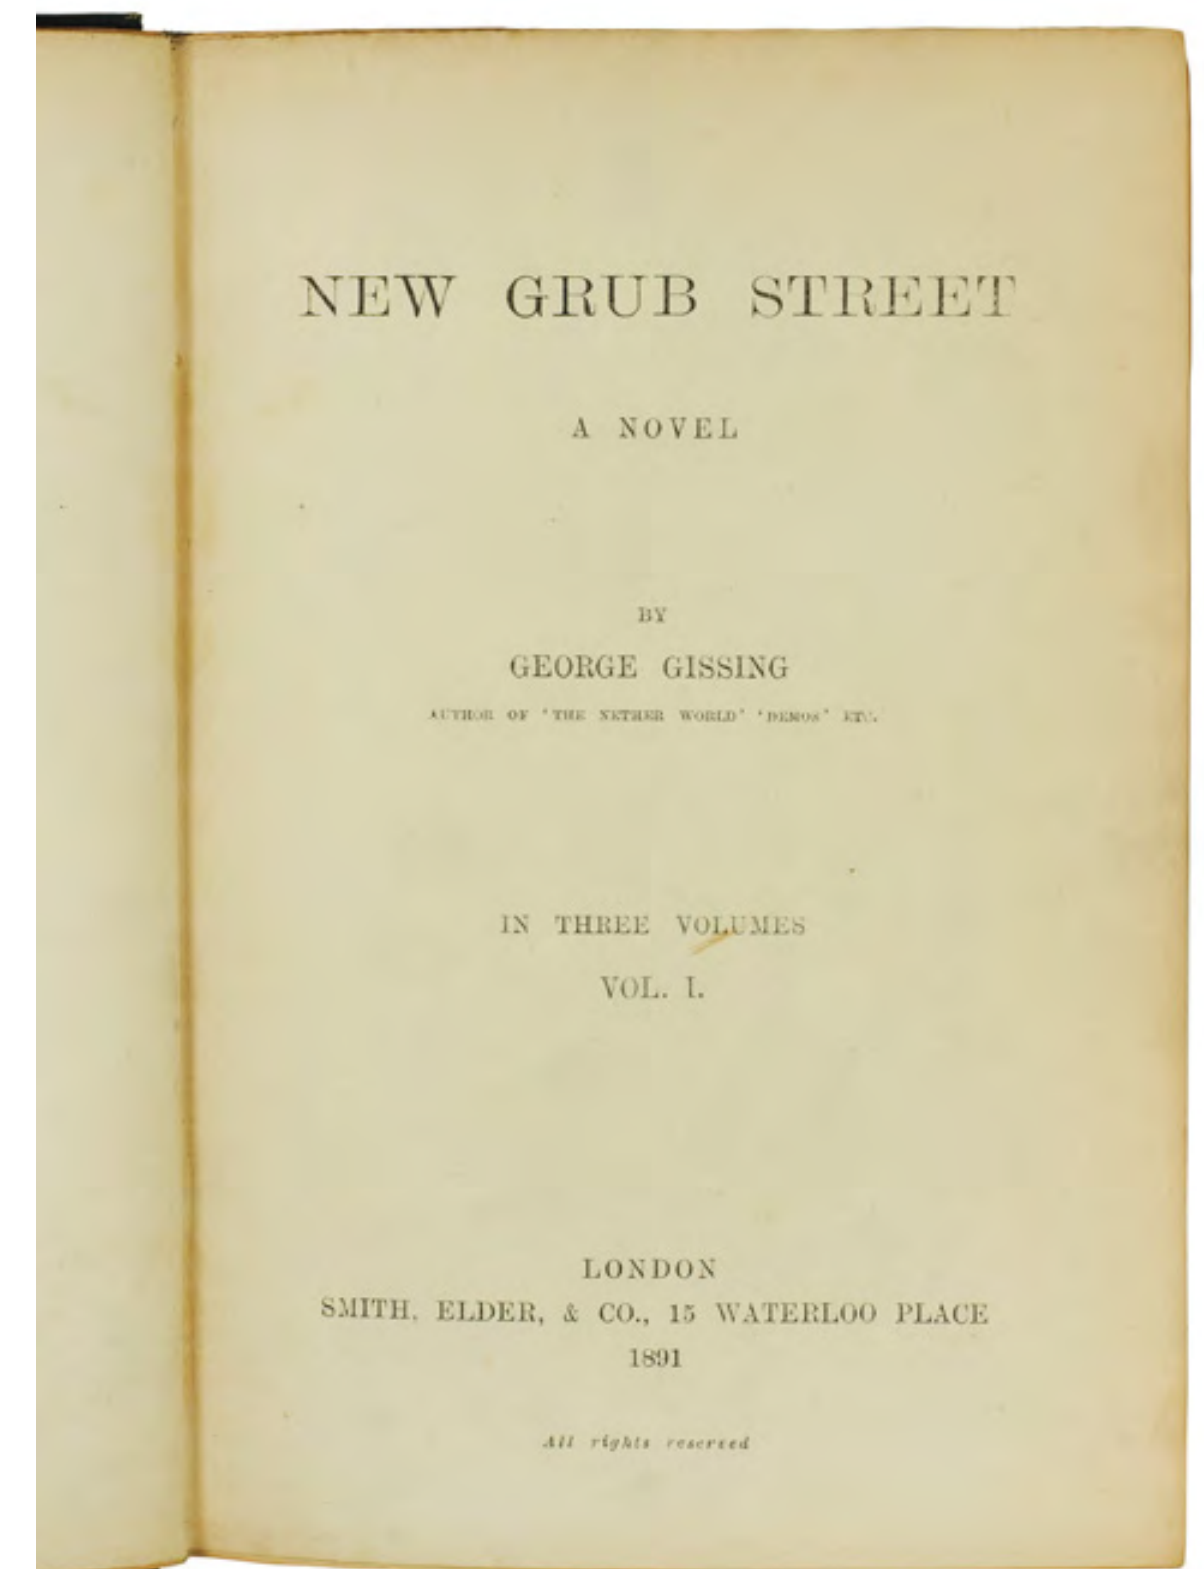 NEW GRUB STREET
A NOVEL
BY
GEORGE GISSING
AUTHOR OF 'THE NETHER WORLD' 'DEMOS' ETC.
IN THREE VOLUMES
VOL. I.
LONDON
SMITH, ELDER, & CO., 15 WATERLOO PLACE
1891
All rights reserved